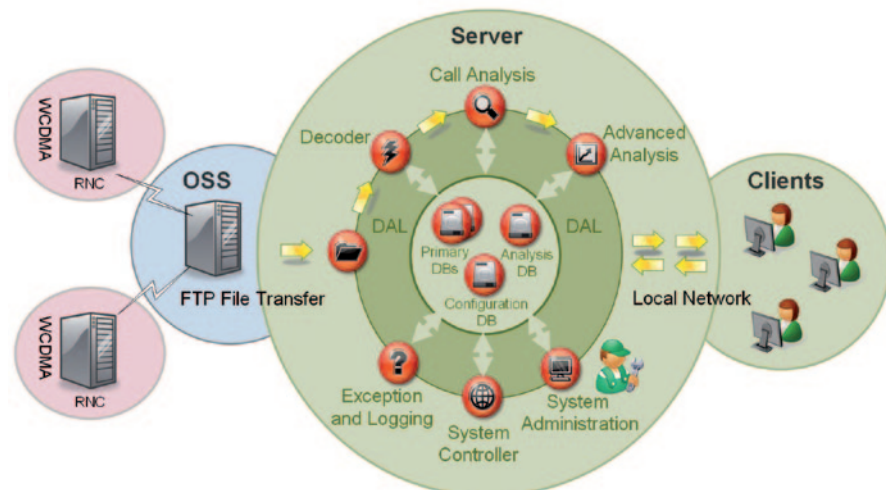 WCDMA
RNC
OSS
FTP File Transfer
WCDMA
RNC
Server
Call Analysis
Decoder
Advanced
Analysis
DAL
DAL
Primary
DBs
Analysis
DB
Configuration
DB
Exception
and Logging
System
Controller
System
Administration
Local Network
Clients